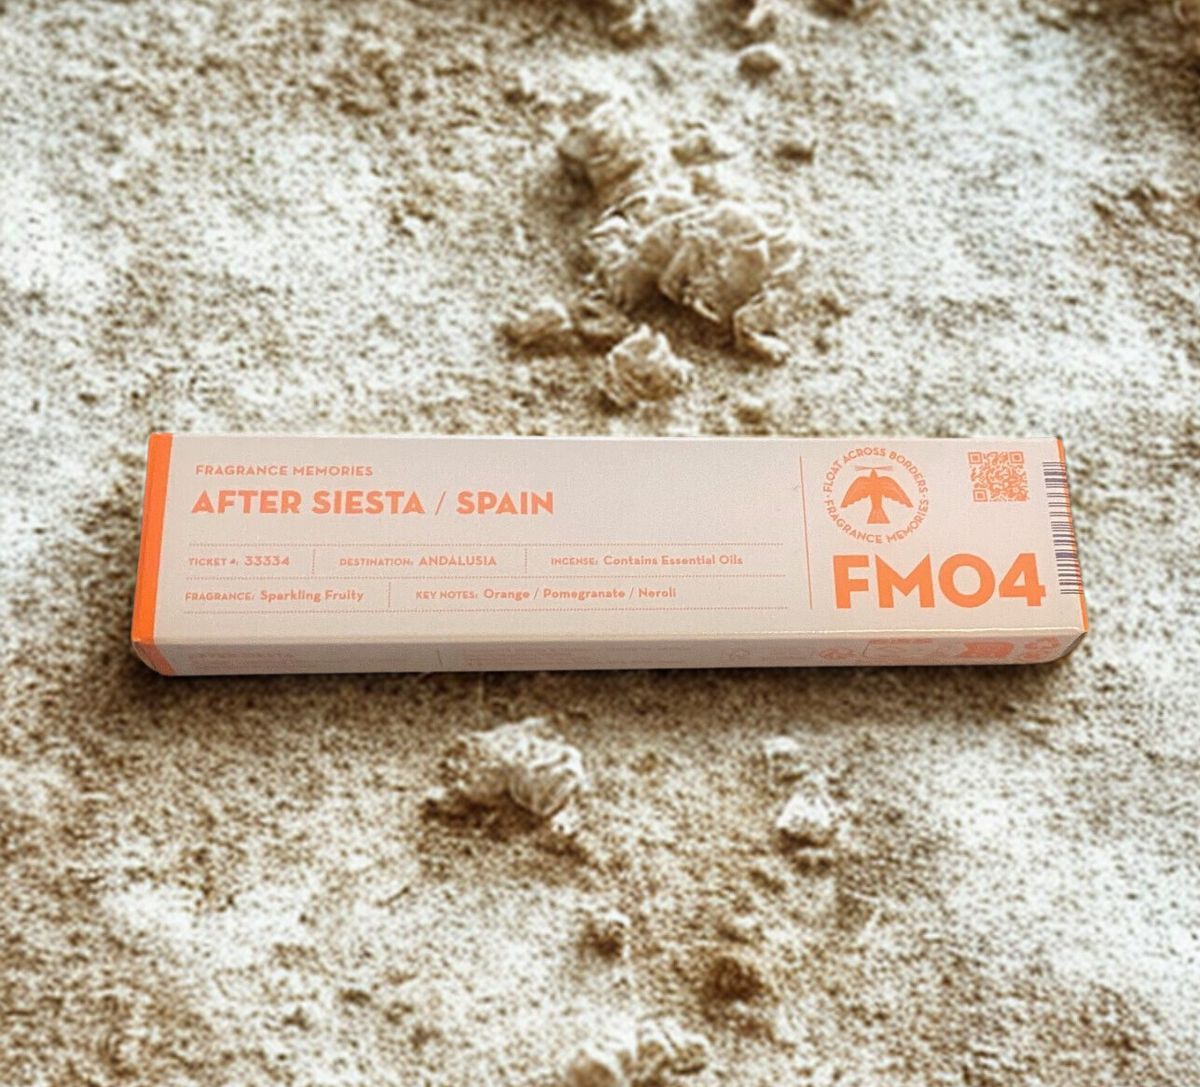 FRAGRANCE MEMORIES
AFTER SIESTA / SPAIN
TICKET #: 33334 DESTINATION: ANDALUSIA INCENSE: Contains Essential Oils
FRAGRANCE: Sparkling Fruity KEY NOTES: Orange / Pomegranate / Neroli
· FLOAT ACROSS BORDERS ·
FRAGRANCE MEMORIES
FM04